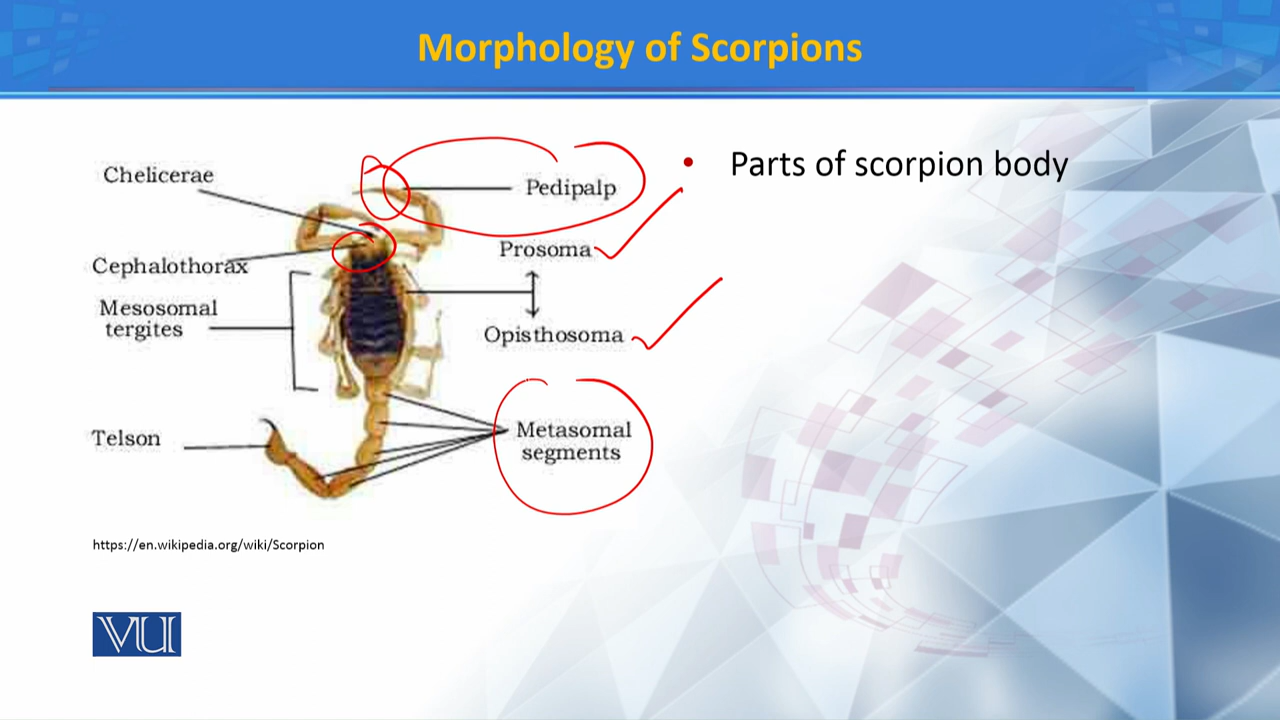 Morphology of Scorpions
Chelicerae
Pedipalp
• Parts of scorpion body
Prosoma
Cephalothorax
Mesosomal
tergites
Opisthosoma
Telson
Metasomal
segments
https://en.wikipedia.org/wiki/Scorpion
VU